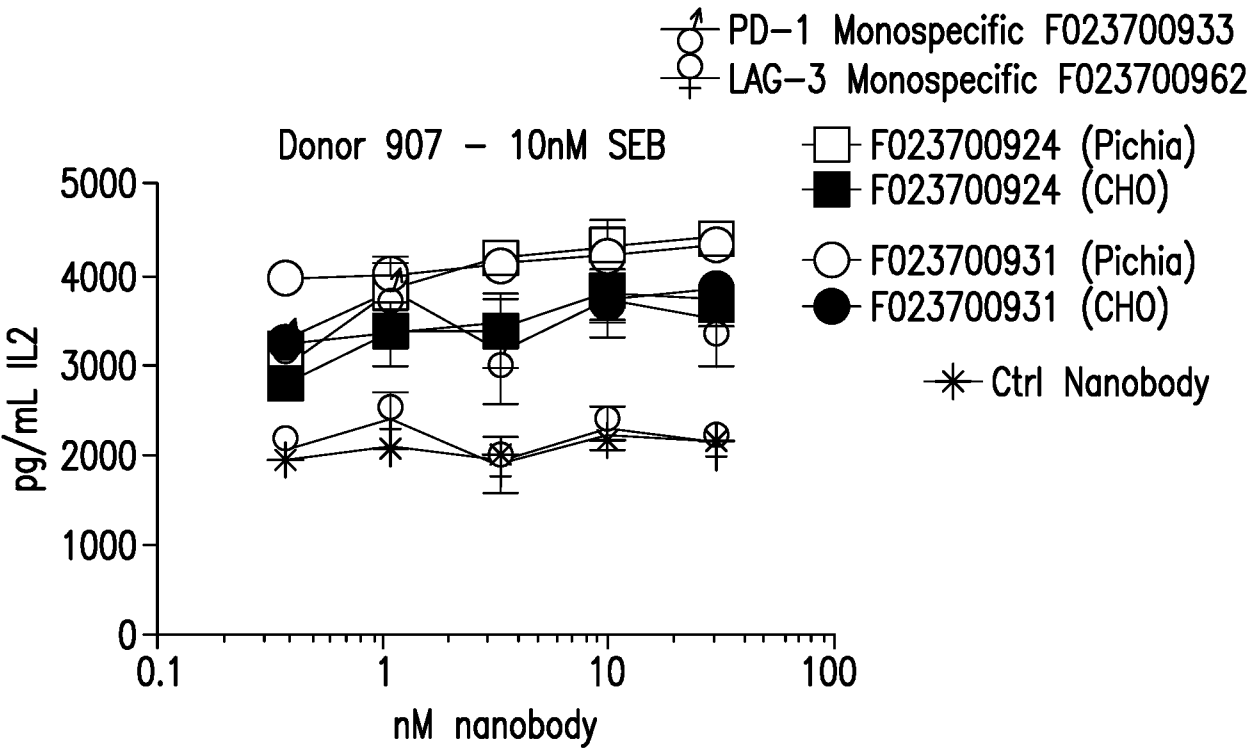 PD-1 Monospecific F023700933
LAG-3 Monospecific F023700962
Donor 907 - 10nM SEB
F023700924 (Pichia)
F023700924 (CHO)
F023700931 (Pichia)
F023700931 (CHO)
Ctrl Nanobody
pg/mL IL2
5000
4000
3000
2000
1000
0
0.1
1
10
100
nM nanobody